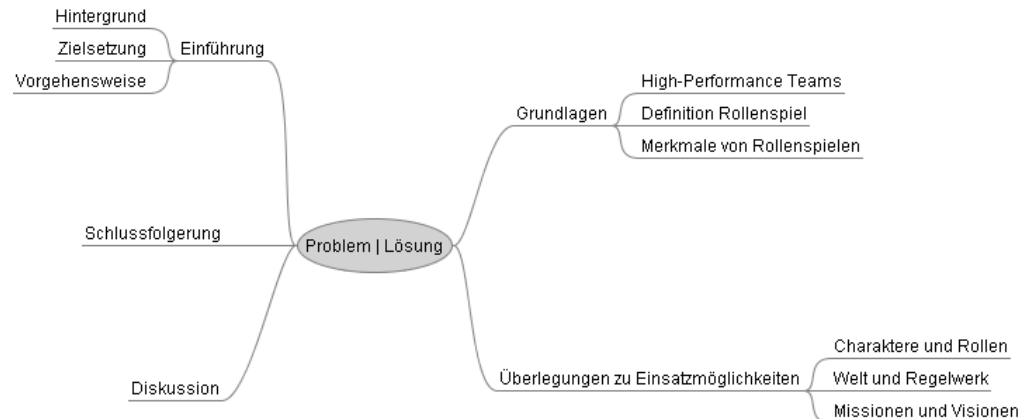 Hintergrund
Zielsetzung
Vorgehensweise
Einführung
Schlussfolgerung
Diskussion
Problem | Lösung
Grundlagen
High-Performance Teams
Definition Rollenspiel
Merkmale von Rollenspielen
Überlegungen zu Einsatzmöglichkeiten
Charaktere und Rollen
Welt und Regelwerk
Missionen und Visionen